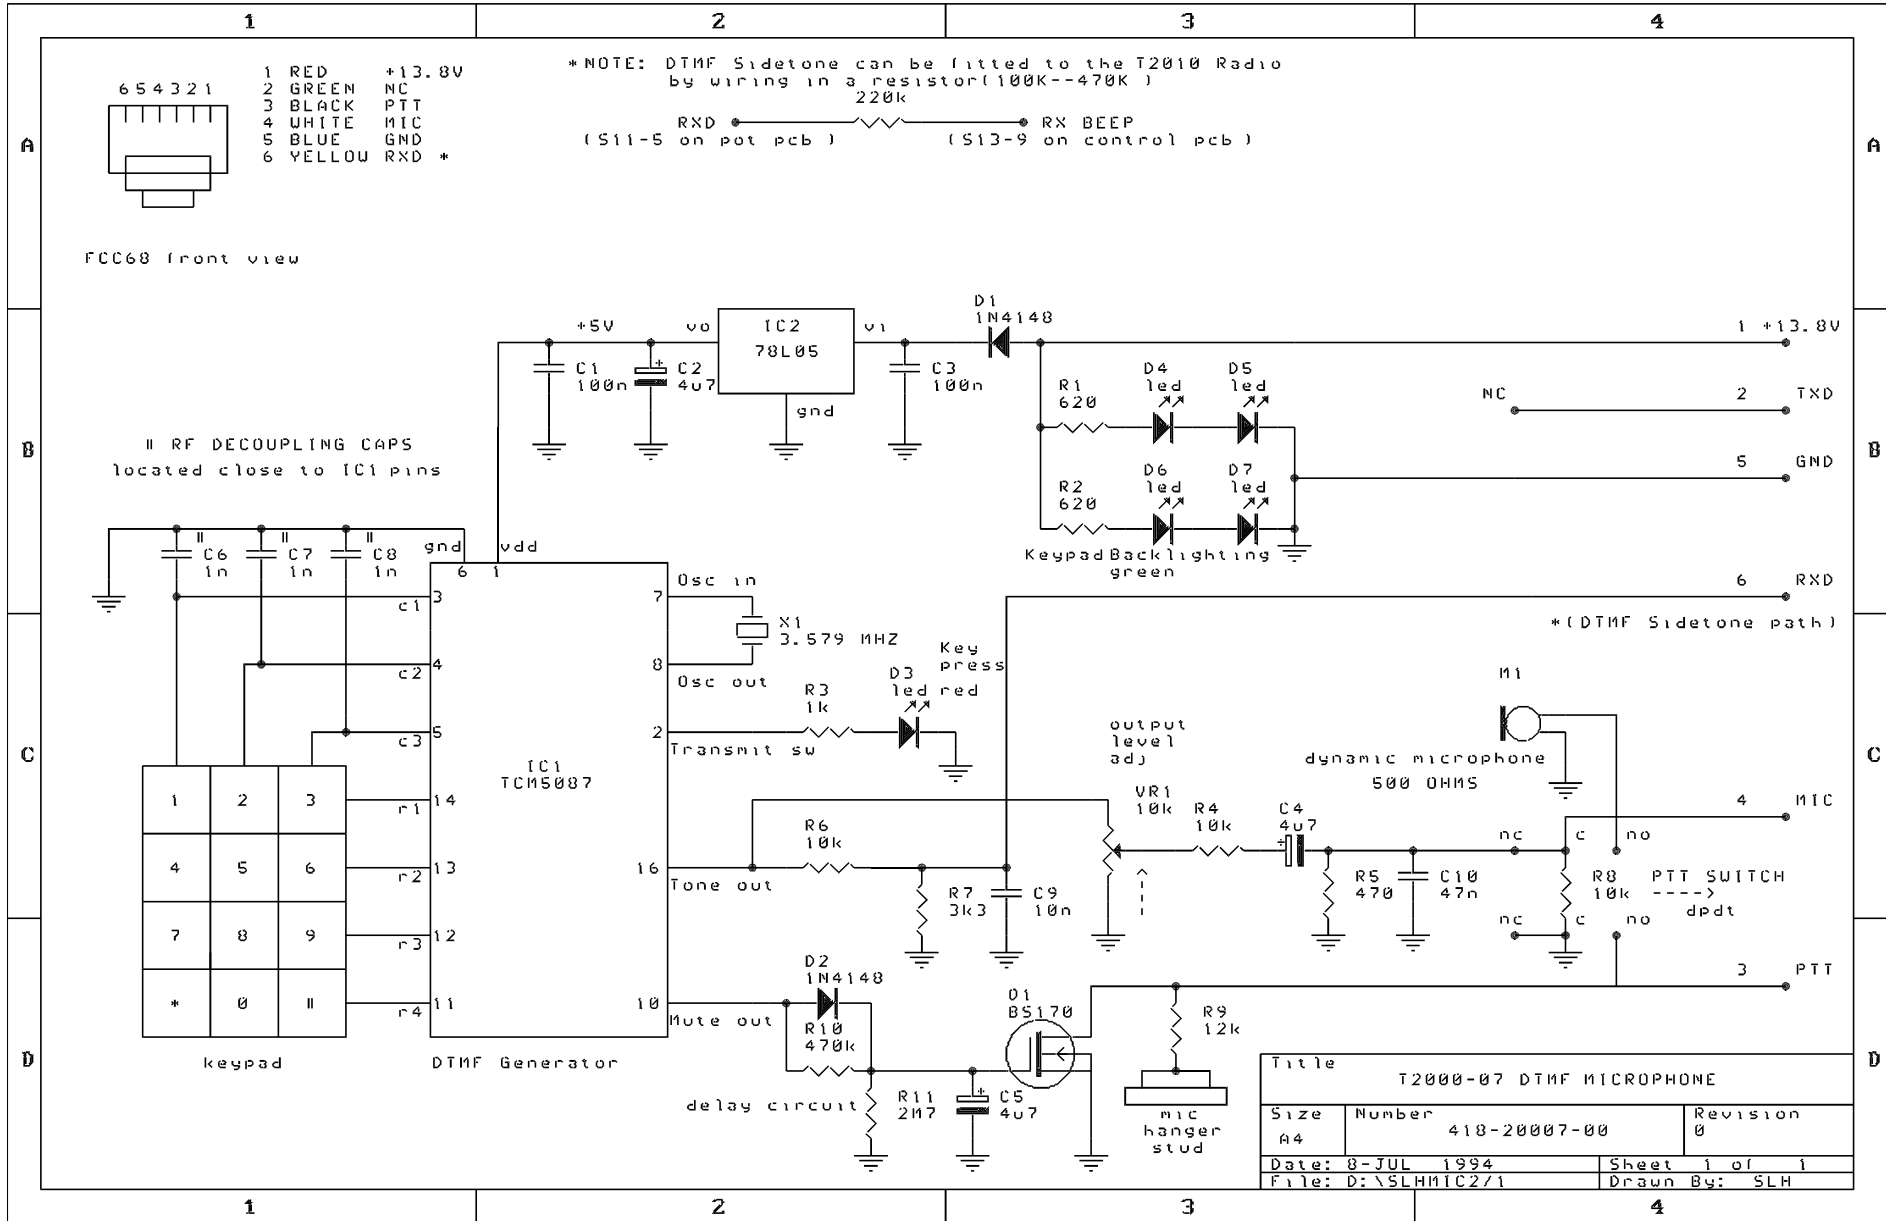 1 2 3 4
A
A
B
B
C
C
D
D
1 2 3 4
6 5 4 3 2 1
1 RED +13.8V
2 GREEN NC
3 BLACK PTT
4 WHITE MIC
5 BLUE GND
6 YELLOW RXD *
FCC68 front view
*NOTE: DTMF Sidetone can be fitted to the T2010 Radio
by wiring in a resistor(100K--470K )
220k
RXD
RX BEEP
(S11-5 on pot pcb )
(S13-9 on control pcb )
+5V
vo
IC2
78L05
vi
gnd
C1
100n
C2
+
4u7
C3
100n
D1
1N4148
R1
620
D4
led
D5
led
R2
620
D6
led
D7
led
Keypad Backlighting
green
1 +13.8V
NC
2 TXD
5 GND
6 RXD
*(DTMF Sidetone path)
# RF DECOUPLING CAPS
located close to IC1 pins
#
C6
1n
#
C7
1n
#
C8
1n
gnd
vdd
6 1
c1 3
c2 4
c3 5
r1 14
r2 13
r3 12
r4 11
1 2 3
4 5 6
7 8 9
* 0 #
keypad
IC1
TCM5087
DTMF Generator
Osc in
7
X1
3.579 MHZ
8
Osc out
2
Transmit sw
R3
1k
D3
led
Key
press
red
16
Tone out
R6
10k
R7
3k3
C9
10n
10
Mute out
D2
1N4148
R10
470k
delay circuit
R11
2M7
+
C5
4u7
Q1
BS170
output
level
adj
VR1
10k
R4
10k
C4
4u7
+
R5
470
C10
47n
M1
dynamic microphone
500 OHMS
4 MIC
nc c no
R8
10k
PTT SWITCH
---->
dpdt
nc c no
3 PTT
R9
12k
mic
hanger
stud
Title
T2000-07 DTMF MICROPHONE
Size
A4
Number
418-20007-00
Revision
0
Date: 8-JUL 1994
Sheet 1 of 1
File: D:\SLHMIC2/1
Drawn By: SLH